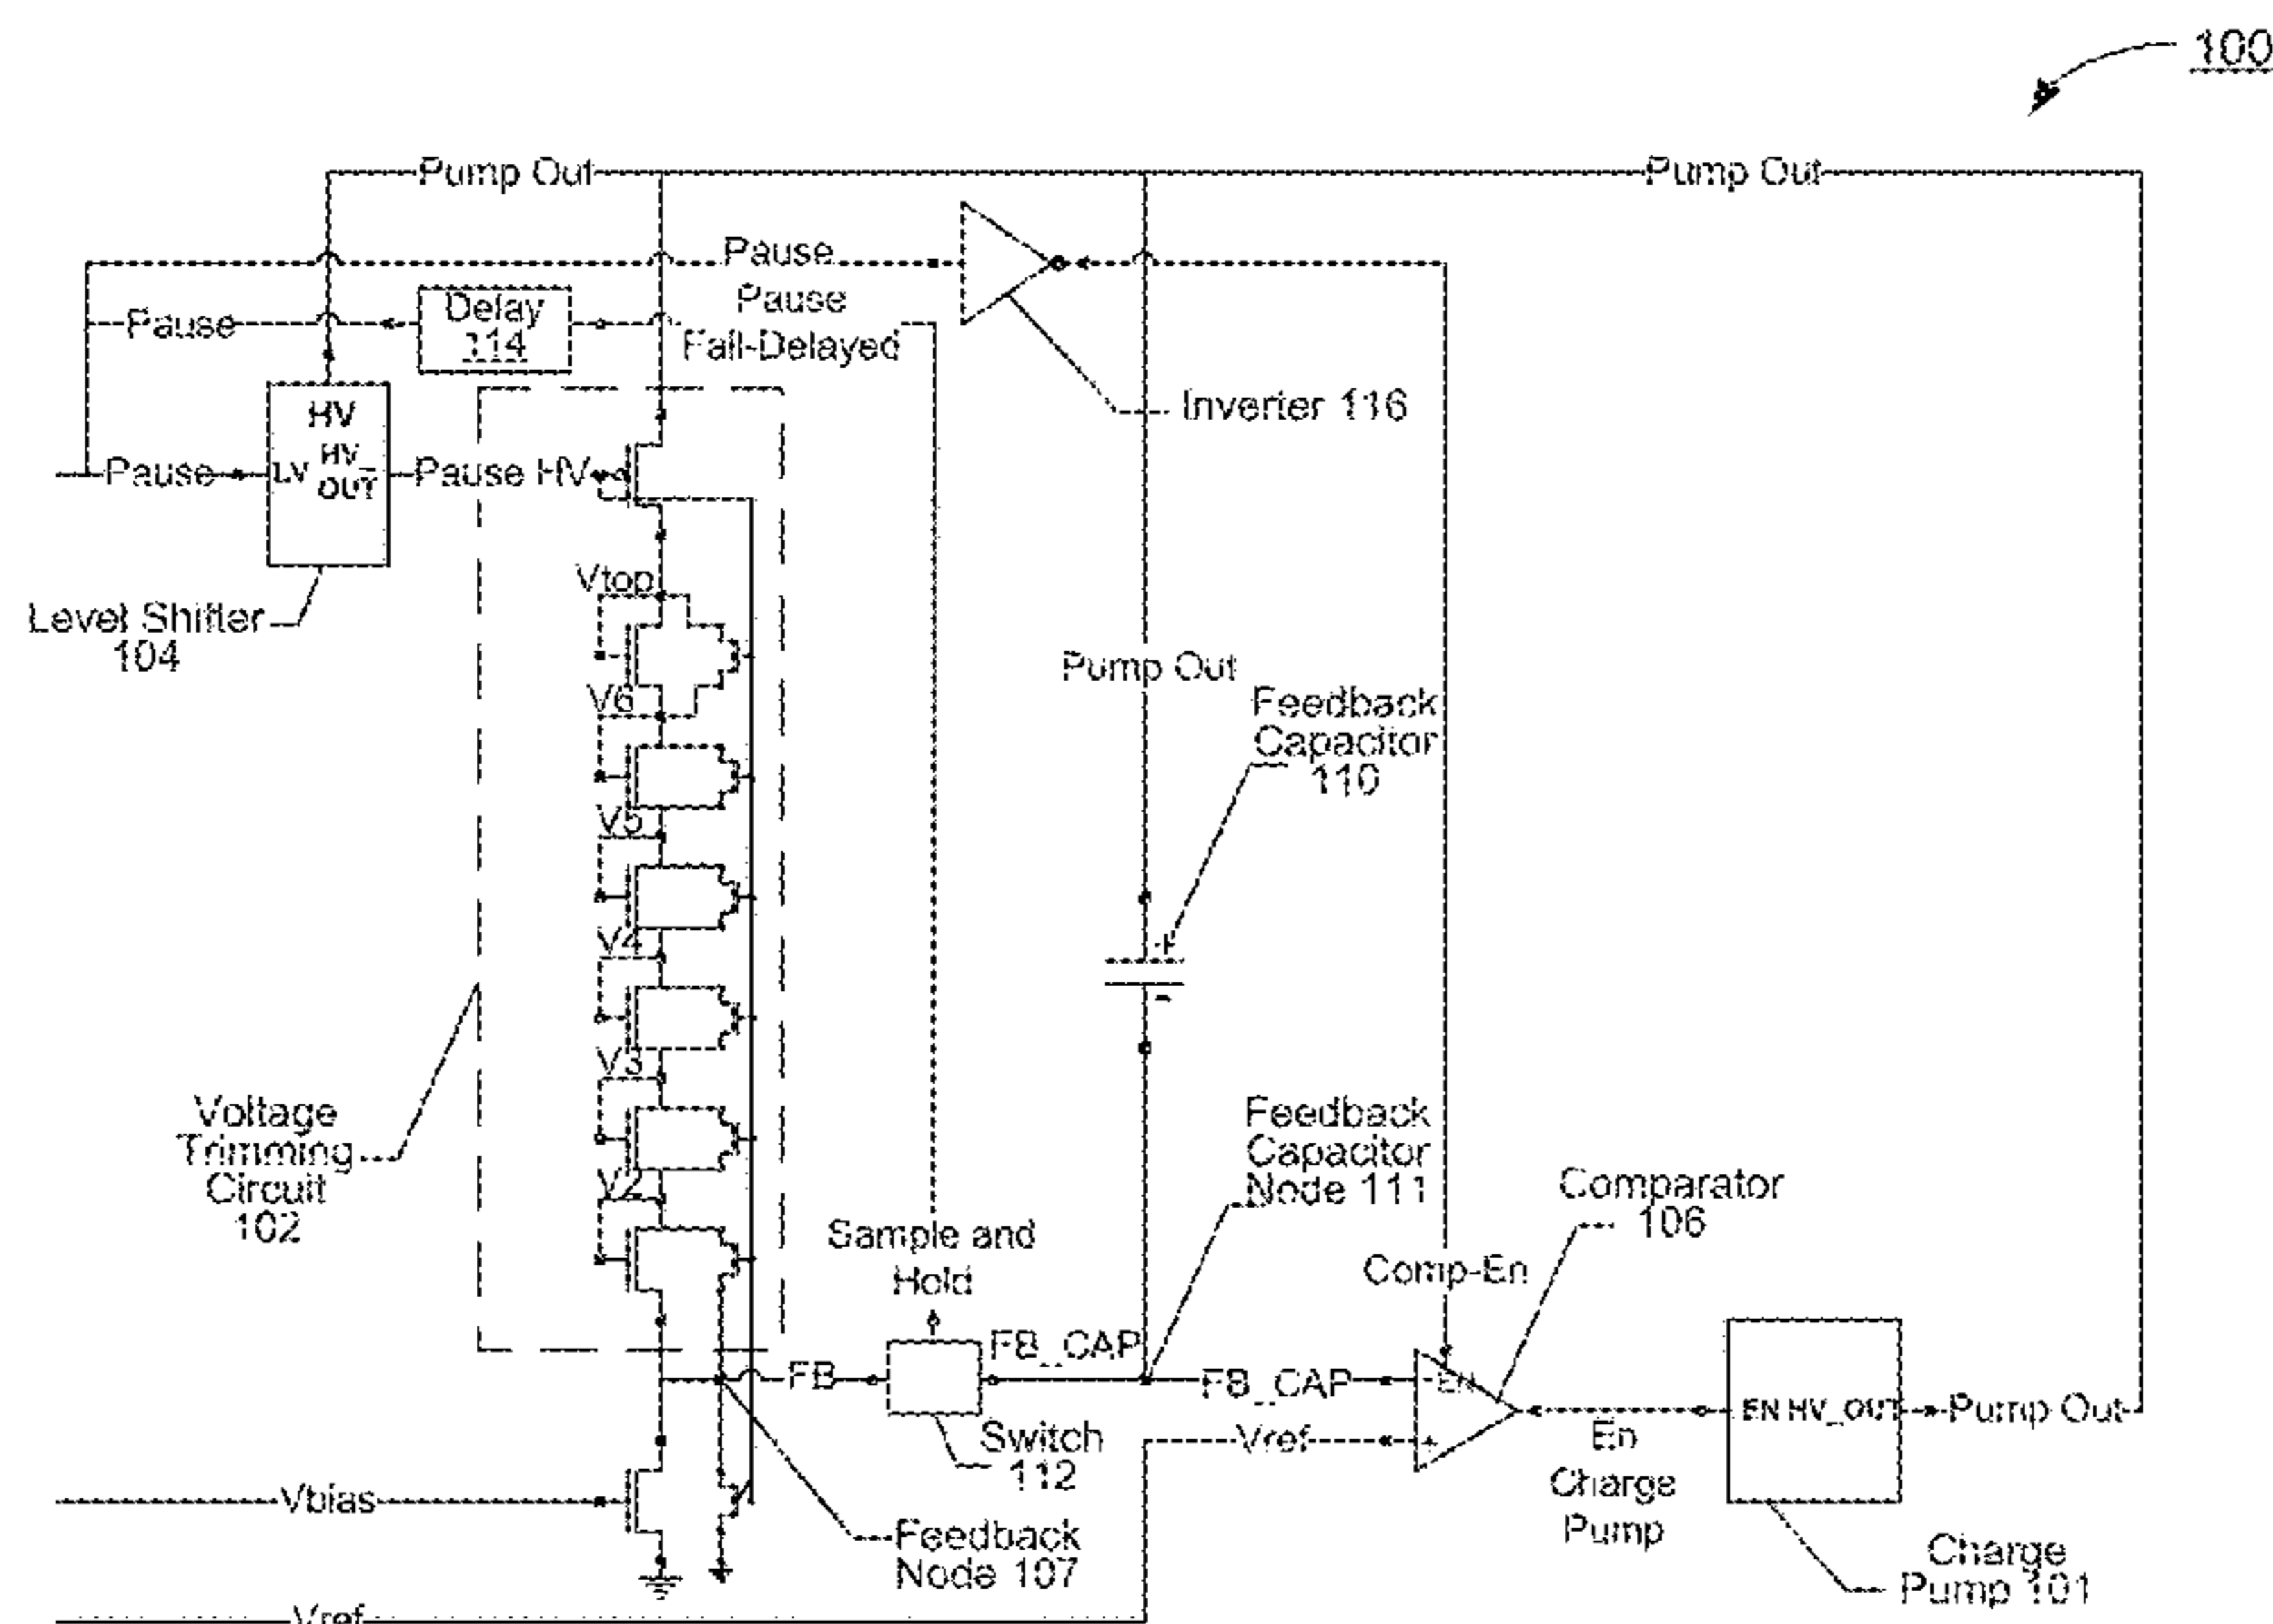 100
Pump Out
Pump Out
Pause
Pause
Fall-Delayed
Delay
114
Pause
Inverter 116
HV
Pause
LV
HV_
OUT
Pause HV
Level Shifter
104
Vtop
V6
V5
V4
V3
V2
Pump Out
Feedback
Capacitor
110
+
-
Voltage
Trimming
Circuit
102
Feedback
Capacitor
Node 111
Comparator
106
Sample and
Hold
Comp-En
FB
FB_CAP
FB_CAP
- EN
+
Vref
En
Charge
Pump
EN HV_OUT
Pump Out
Switch
112
Vbias
Feedback
Node 107
Charge
Pump 101
Vref